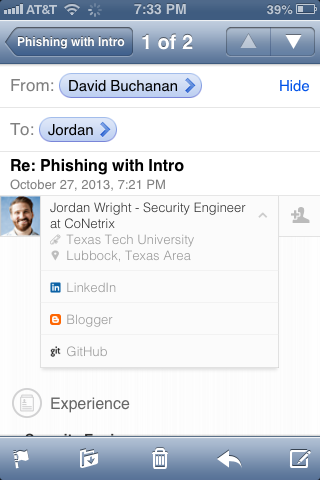 AT&T 7:33 PM 39%
Phishing with Intro 1 of 2
From: David Buchanan Hide
To: Jordan
Re: Phishing with Intro
October 27, 2013, 7:21 PM
Jordan Wright - Security Engineer
at CoNetrix
Texas Tech University
Lubbock, Texas Area
in LinkedIn
Blogger
git GitHub
Experience